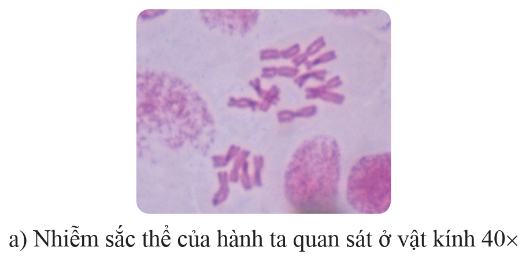 a) Nhiễm sắc thể của hành ta quan sát ở vật kính 40×